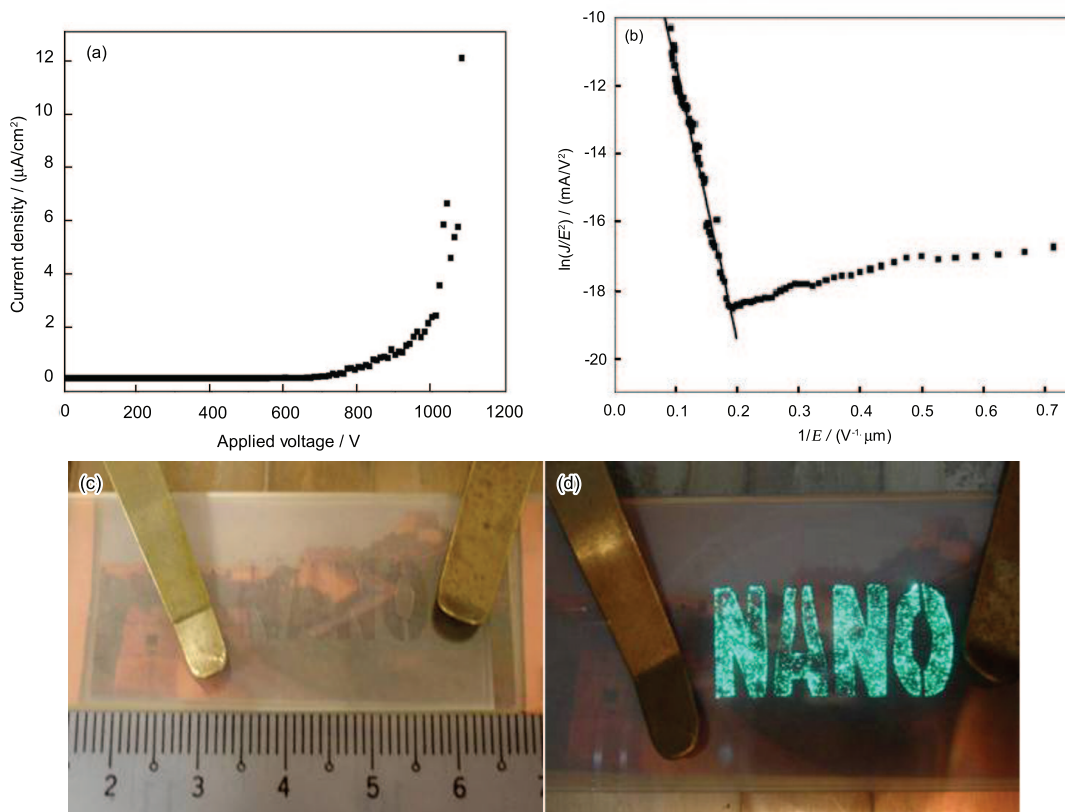 (a)
Current density / (μA/cm²)
12
10
8
6
4
2
0
0 200 400 600 800 1000 1200
Applied voltage / V
(b)
ln(J/E²) / (mA/V²)
-10
-12
-14
-16
-18
-20
0.0 0.1 0.2 0.3 0.4 0.5 0.6 0.7
1/E / (V⁻¹·μm)
(c)
NANO
2 3 4 5 6 7
(d)
NANO